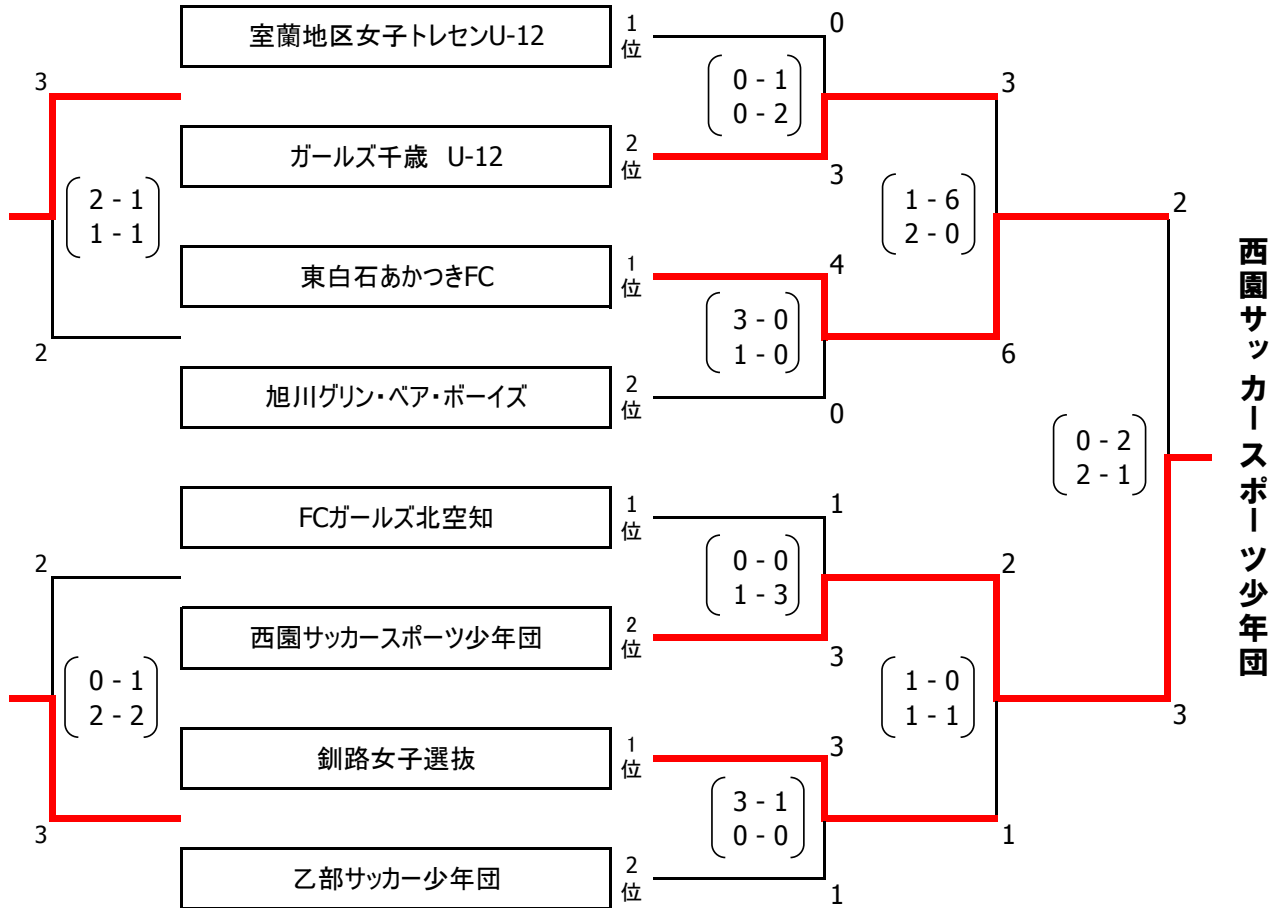 室蘭地区女子トレセンU-12
1位
0
0 - 1
0 - 2
3
3
ガールズ千歳 U-12
2位
3
2 - 1
1 - 1
1 - 6
2 - 0
2
東白石あかつきFC
1位
4
3 - 0
1 - 0
2
6
旭川グリン・ベア・ボーイズ
2位
0
0 - 2
2 - 1
西園サッカースポーツ少年団
FCガールズ北空知
1位
1
0 - 0
1 - 3
2
2
西園サッカースポーツ少年団
2位
3
0 - 1
2 - 2
1 - 0
1 - 1
3
釧路女子選抜
1位
3
3 - 1
0 - 0
3
1
乙部サッカー少年団
2位
1